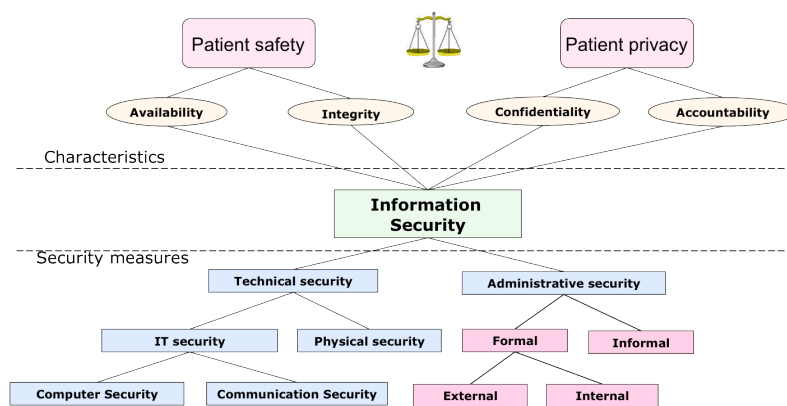 Patient safety
Patient privacy
Availability
Integrity
Confidentiality
Accountability
Characteristics
Information
Security
Security measures
Technical security
Administrative security
IT security
Physical security
Formal
Informal
Computer Security
Communication Security
External
Internal